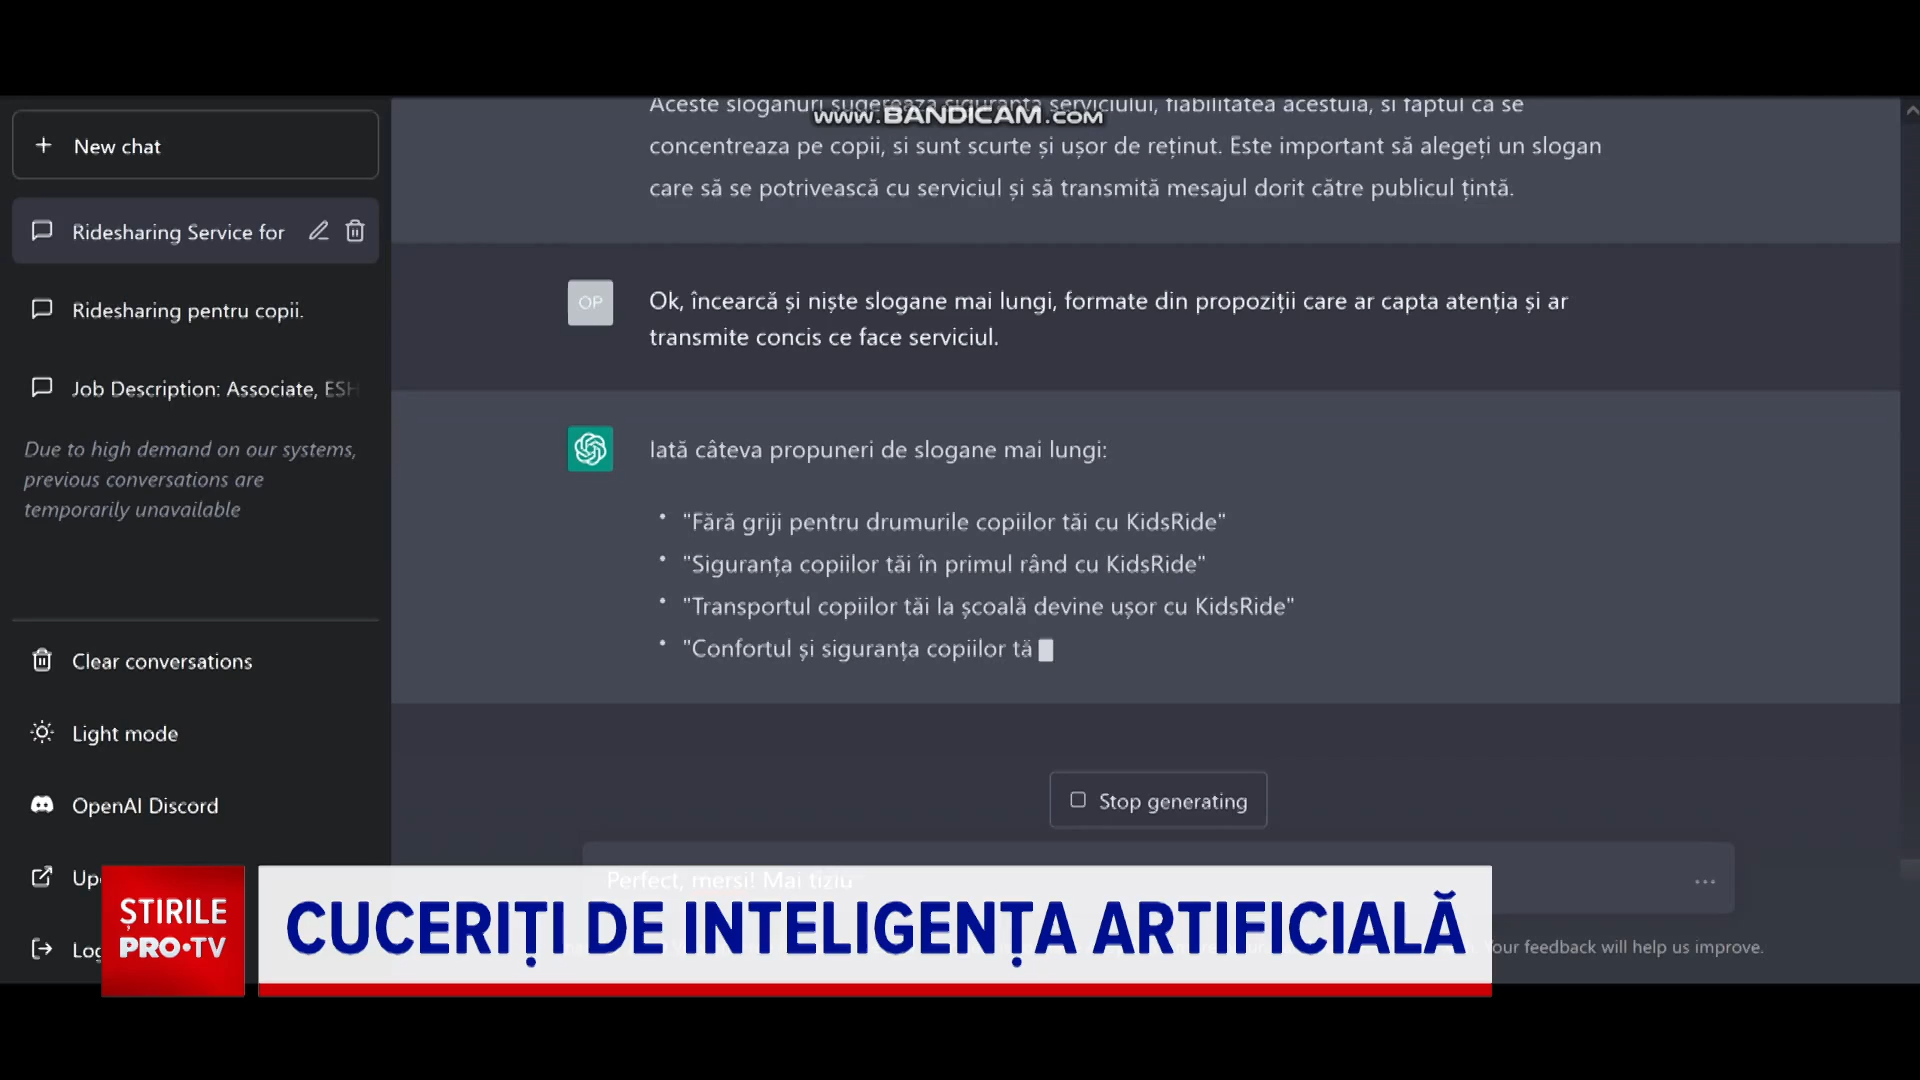 www.BANDICAM.com
Aceste sloganuri sugerează siguranța serviciului, fiabilitatea acestuia, si faptul ca se
concentreaza pe copii, si sunt scurte și ușor de reținut. Este important să alegeți un slogan
care să se potrivească cu serviciul și să transmită mesajul dorit către publicul țintă.
+ New chat
Ridesharing Service for
Ridesharing pentru copii.
Job Description: Associate, ESH
Due to high demand on our systems,
previous conversations are
temporarily unavailable
Clear conversations
Light mode
OpenAI Discord
Up
Log
OP
Ok, încearcă și niște slogane mai lungi, formate din propoziții care ar capta atenția și ar
transmite concis ce face serviciul.
Iată câteva propuneri de slogane mai lungi:
• "Fără griji pentru drumurile copiilor tăi cu KidsRide"
• "Siguranța copiilor tăi în primul rând cu KidsRide"
• "Transportul copiilor tăi la școală devine ușor cu KidsRide"
• "Confortul și siguranța copiilor tă
Stop generating
Perfect, mersi! Mai tiziu
...
our feedback will help us improve.
ȘTIRILE
PRO•TV
CUCERIȚI DE INTELIGENȚA ARTIFICIALĂ